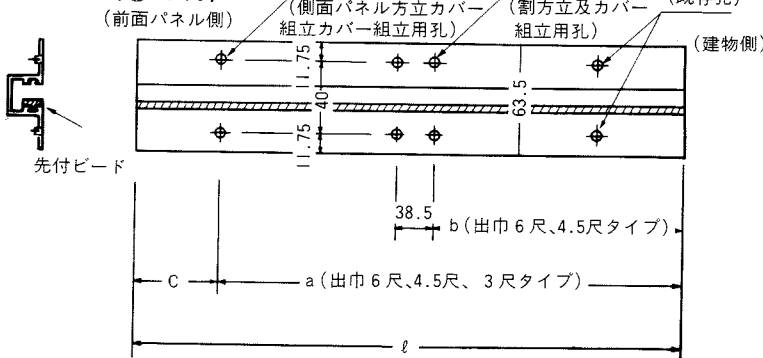 (前面パネル側)
(側面パネル方立カバー
組立カバー組立用孔)
(割方立及カバー
組立用孔)
(建物側)
11.75
40
11.75
63.5
先付ビード
38.5
b(出巾6尺、4.5尺タイプ)
C
a(出巾6尺、4.5尺、3尺タイプ)
ℓ